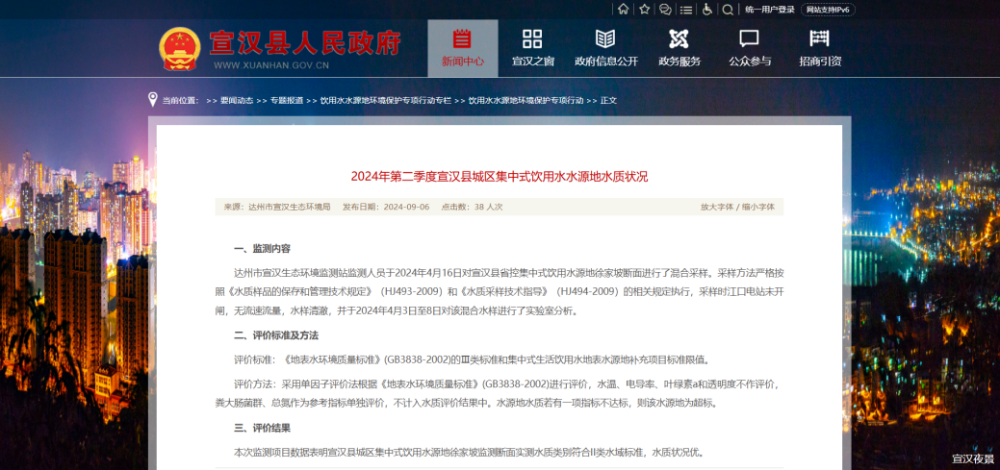 统一用户登录 网站支持IPv6
宣汉县人民政府
WWW.XUANHAN.GOV.CN
新闻中心 宣汉之窗 政府信息公开 政务服务 公众参与 招商引资
当前位置: >> 要闻动态 >> 专题报道 >> 饮用水水源地环境保护专项行动专栏 >> 饮用水水源地环境保护专项行动 >> 正文
2024年第二季度宣汉县城区集中式饮用水水源地水质状况
来源: 达州市宣汉生态环境局 发布日期: 2024-09-06 点击数: 38 人次 放大字体 / 缩小字体
一、监测内容
达州市宣汉生态环境监测站监测人员于2024年4月16日对宣汉县省控集中式饮用水源地徐家坡断面进行了混合采样。采样方法严格按
照《水质样品的保存和管理技术规定》（HJ493-2009）和《水质采样技术指导》（HJ494-2009）的相关规定执行，采样时江口电站未开
闸，无流速流量，水样清澈，并于2024年4月3日至8日对该混合水样进行了实验室分析。
二、评价标准及方法
评价标准：《地表水环境质量标准》(GB3838-2002)的Ⅲ类标准和集中式生活饮用水地表水源地补充项目标准限值。
评价方法：采用单因子评价法根据《地表水环境质量标准》(GB3838-2002)进行评价，水温、电导率、叶绿素a和透明度不作评价，
粪大肠菌群、总氮作为参考指标单独评价，不计入水质评价结果中。水源地水质若有一项指标不达标，则该水源地为超标。
三、评价结果
本次监测项目数据表明宣汉县城区集中式饮用水源地徐家坡监测断面实测水质类别符合II类水域标准，水质状况优。
宣汉夜景